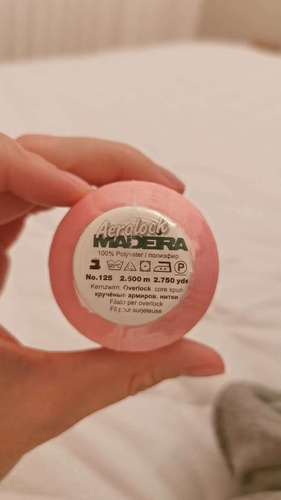 Aerolock
MADEIRA
100% Polyester / полиэфир
No.125 2.500 m 2.750 yds
Kernzwirn Overlock core spun
кручёные армиров. нитки
Filato per overlock
Fil pour surjeteuse